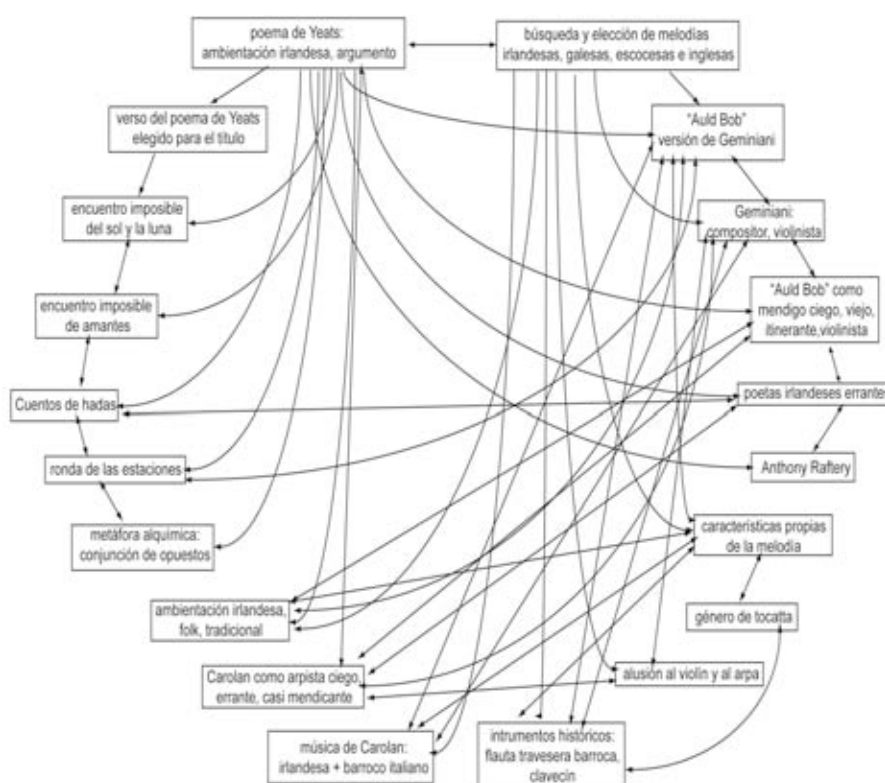 poema de Yeats:
ambientación irlandesa, argumento
búsqueda y elección de melodías
irlandesas, galesas, escocesas e inglesas
verso del poema de Yeats
elegido para el título
"Auld Bob"
versión de Geminiani
encuentro imposible
del sol y la luna
Geminiani:
compositor, violinista
encuentro imposible
de amantes
"Auld Bob" como
mendigo ciego, viejo,
itinerante,violinista
Cuentos de hadas
poetas irlandeses errante
ronda de las estaciones
Anthony Raftery
metáfora alquímica:
conjunción de opuestos
características propias
de la melodía
ambientación irlandesa,
folk, tradicional
género de tocatta
Carolan como arpista ciego,
errante, casi mendicante
alusión al violín y al arpa
música de Carolan:
irlandesa + barroco italiano
intrumentos históricos:
flauta travesera barroca,
clavecín